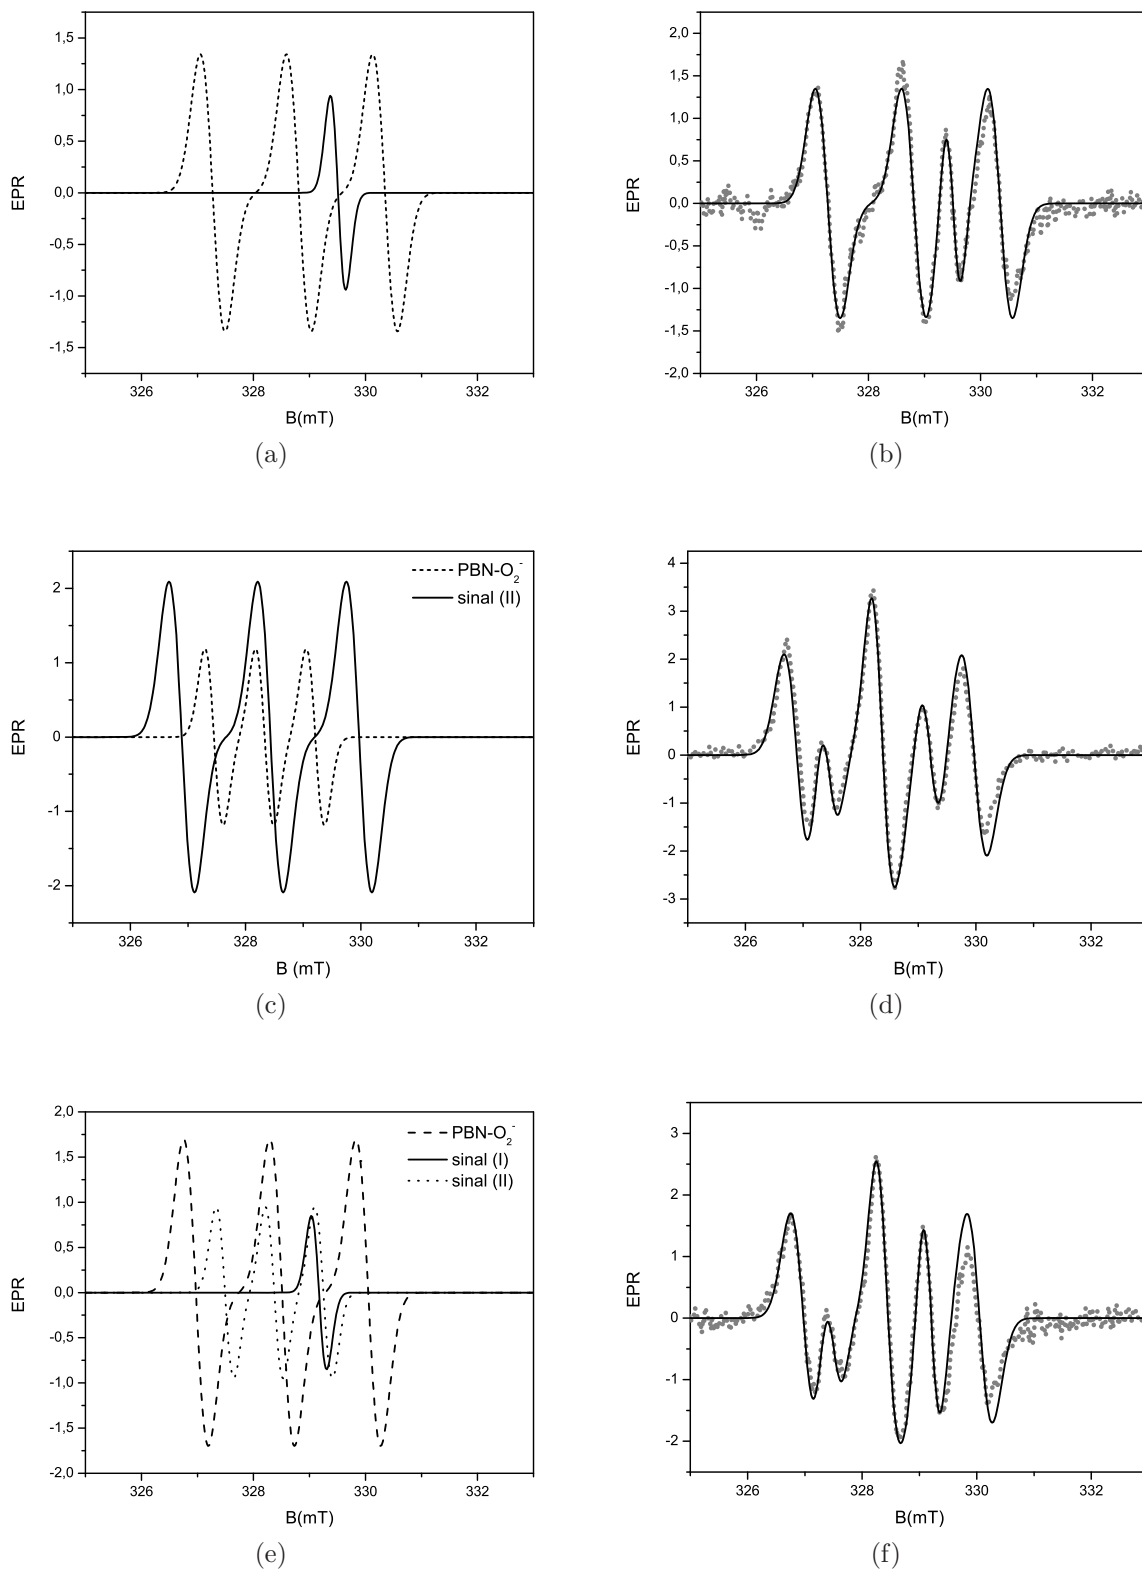 1,5
1,0
0,5
0,0
-0,5
-1,0
-1,5
EPR
326
328
330
332
B(mT)
(a)
2,0
1,5
1,0
0,5
0,0
-0,5
-1,0
-1,5
-2,0
EPR
326
328
330
332
B(mT)
(b)
2
1
0
-1
-2
EPR
PBN-O₂⁻
sinal (II)
326
328
330
332
B (mT)
(c)
4
3
2
1
0
-1
-2
-3
EPR
326
328
330
332
B(mT)
(d)
2,0
1,5
1,0
0,5
0,0
-0,5
-1,0
-1,5
-2,0
EPR
PBN-O₂⁻
sinal (I)
sinal (II)
326
328
330
332
B(mT)
(e)
3
2
1
0
-1
-2
EPR
326
328
330
332
B(mT)
(f)